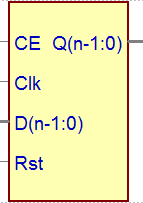 CE Q(n-1:0)
Clk
D(n-1:0)
Rst